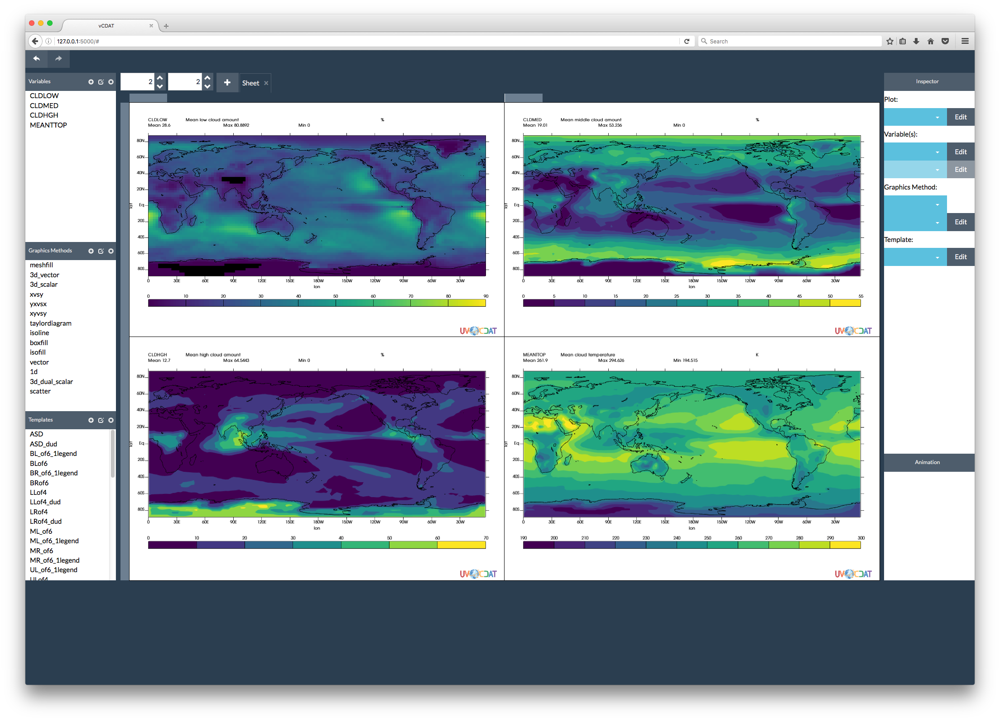 vCDAT
127.0.0.1:5000/#
Search
Variables
CLDLOW
CLDMED
CLDHGH
MEANTTOP
Graphics Methods
meshfill
3d_vector
3d_scalar
xvsy
yxvsx
xyvsy
taylordiagram
isoline
boxfill
isofill
vector
1d
3d_dual_scalar
scatter
Templates
ASD
ASD_dud
BL_of6_1legend
BLof6
BR_of6_1legend
BRof6
LLof4
LLof4_dud
LRof4
LRof4_dud
ML_of6
ML_of6_1legend
MR_of6
MR_of6_1legend
UL_of6_1legend
ULof4
2 2 Sheet
CLDLOW Mean low cloud amount %
Mean 28.6 Max 80.8892 Min 0
80N
60N
40N
20N
Eq
20S
40S
60S
80S
lat
0 30E 60E 90E 120E 150E 180W 150W 120W 90W 60W 30W
lon
0 10 20 30 40 50 60 70 80 90
UVCDAT
CLDMED Mean middle cloud amount %
Mean 19.01 Max 53.236 Min 0
80N
60N
40N
20N
Eq
20S
40S
60S
80S
lat
0 30E 60E 90E 120E 150E 180W 150W 120W 90W 60W 30W
lon
0 5 10 15 20 25 30 35 40 45 50 55
UVCDAT
CLDHGH Mean high cloud amount %
Mean 12.7 Max 64.5443 Min 0
80N
60N
40N
20N
Eq
20S
40S
60S
80S
lat
0 30E 60E 90E 120E 150E 180W 150W 120W 90W 60W 30W
lon
0 10 20 30 40 50 60 70
UVCDAT
MEANTTOP Mean cloud temperature K
Mean 261.9 Max 294.626 Min 194.515
80N
60N
40N
20N
Eq
20S
40S
60S
80S
lat
0 30E 60E 90E 120E 150E 180W 150W 120W 90W 60W 30W
lon
190 200 210 220 230 240 250 260 270 280 290 300
UVCDAT
Inspector
Plot:
Edit
Variable(s):
Edit
Edit
Graphics Method:
Edit
Template:
Edit
Animation